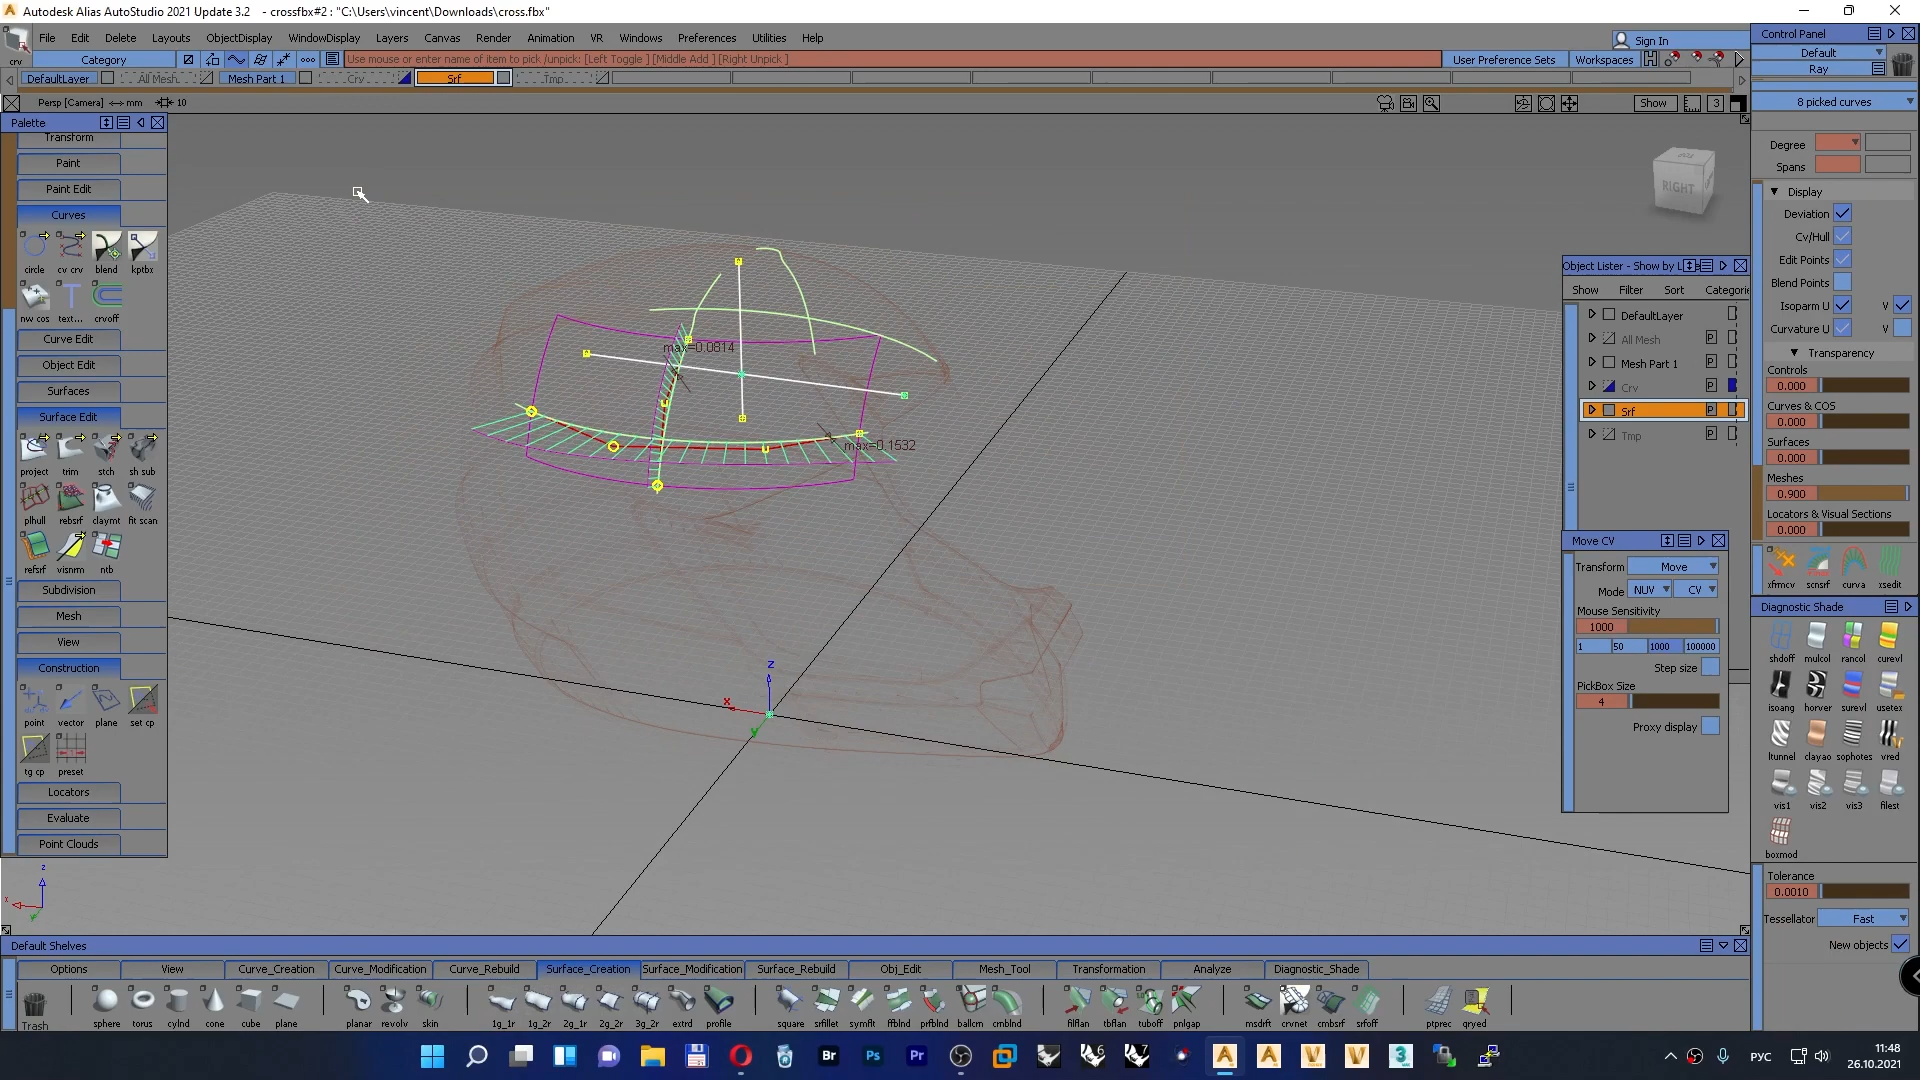 Autodesk Alias AutoStudio 2021 Update 3.2 - crossfbx#2 : "C:\Users\vincent\Downloads\cross.fbx"
File Edit Delete Layouts ObjectDisplay WindowDisplay Layers Canvas Render Animation VR Windows Preferences Utilities Help
Sign In
crv Category Use mouse or enter name of item to pick /unpick: [Left Toggle ] [Middle Add ] [Right Unpick ] User Preference Sets Workspaces
DefaultLayer All Mesh Mesh Part 1 Crv Srf Tmp
Persp [Camera] <-> mm 10 Show 3
Palette
Transform
Paint
Paint Edit
Curves
circle cv crv blend kptbx
nw cos text... crvoff
Curve Edit
Object Edit
Surfaces
Surface Edit
project trim stch sh sub
plhull rebsrf claymt fit scan
refsrf visnrm ntb
Subdivision
Mesh
View
Construction
point vector plane set cp
tg cp preset
Locators
Evaluate
Point Clouds
max=0.0814
max=0.1532
z
x
y
RIGHT
z
x
y
Object Lister - Show by L
Show Filter Sort Categorie
DefaultLayer
All Mesh P
Mesh Part 1 P
Crv P
Srf P
Tmp P
Move CV
Transform Move
Mode NUV CV
Mouse Sensitivity
1000
1 50 1000 100000
Step size
PickBox Size
4
Proxy display
Control Panel
Default
Ray
8 picked curves
Degree
Spans
Display
Deviation
Cv/Hull
Edit Points
Blend Points
Isoparm U V
Curvature U V
Transparency
Controls
0.000
Curves & COS
0.000
Surfaces
0.000
Meshes
0.900
Locators & Visual Sections
0.000
xfrmcv scnsrf curva xsedit
Diagnostic Shade
shdoff mulcol rancol curevl
isoang horver surevl usetex
ltunnel clayao sophotes vred
vis1 vis2 vis3 filest
boxmod
Tolerance
0.0010
Tessellator Fast
New objects
Default Shelves
Options View Curve_Creation Curve_Modification Curve_Rebuild Surface_Creation Surface_Modification Surface_Rebuild Obj_Edit Mesh_Tool Transformation Analyze Diagnostic_Shade
Trash sphere torus cylnd cone cube plane planar revolv skin 1g_1r 1g_2r 2g_1r 2g_2r 3g_2r extrd profile square srfillet symflt ffblnd prfblnd ballcrn cmblnd filflan tbflan tuboff pnlgap msdrft crvnet cmbsrf srfoff ptprec qryed
Br Ps Pr 6 7 A A V V 3 РУС
11:48
26.10.2021